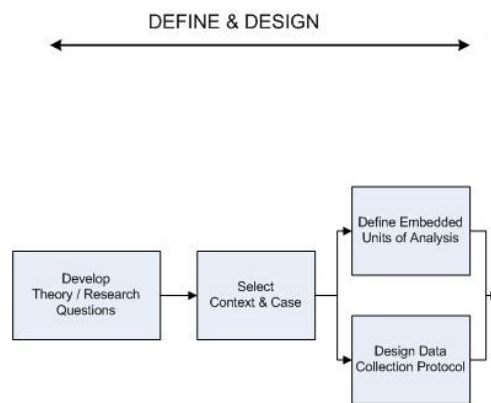 DEFINE & DESIGN
Develop
Theory / Research
Questions
Select
Context & Case
Define Embedded
Units of Analysis
Design Data
Collection Protocol